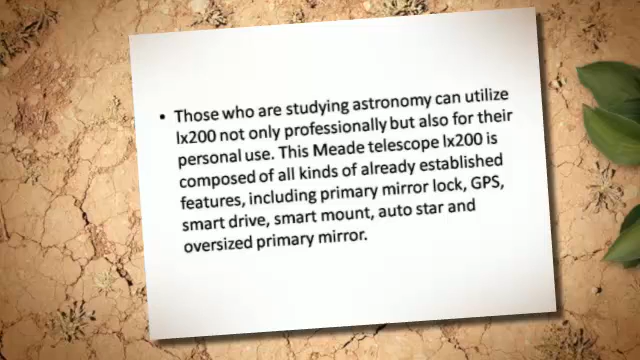 • Those who are studying astronomy can utilize
lx200 not only professionally but also for their
personal use. This Meade telescope lx200 is
composed of all kinds of already established
features, including primary mirror lock, GPS,
smart drive, smart mount, auto star and
oversized primary mirror.